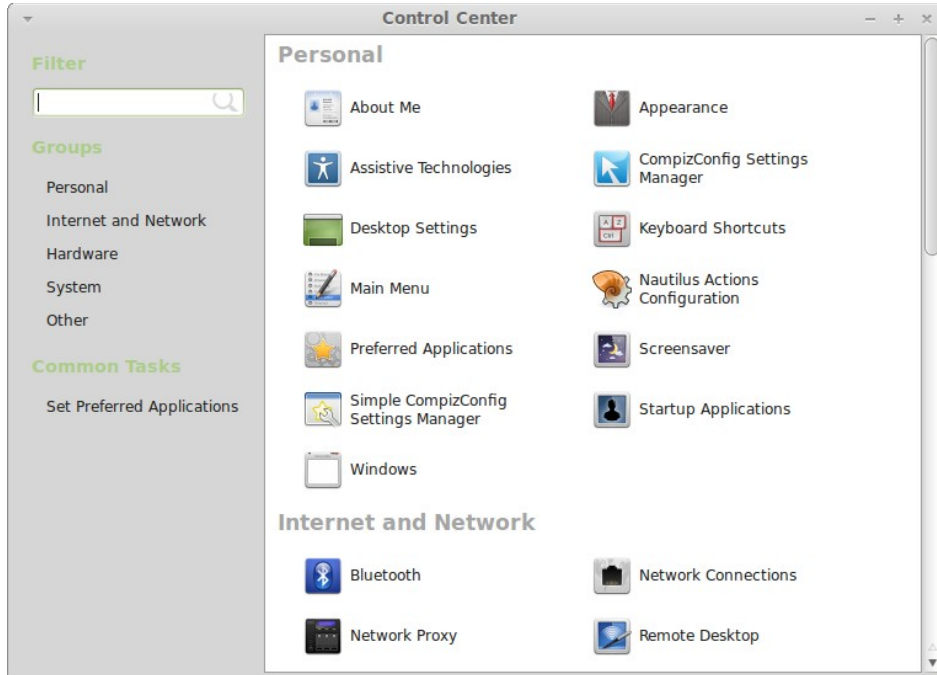 Control Center
Filter
Groups
Personal
Internet and Network
Hardware
System
Other
Common Tasks
Set Preferred Applications
Personal
About Me
Appearance
Assistive Technologies
CompizConfig Settings
Manager
Desktop Settings
Keyboard Shortcuts
Main Menu
Nautilus Actions
Configuration
Preferred Applications
Screensaver
Simple CompizConfig
Settings Manager
Startup Applications
Windows
Internet and Network
Bluetooth
Network Connections
Network Proxy
Remote Desktop